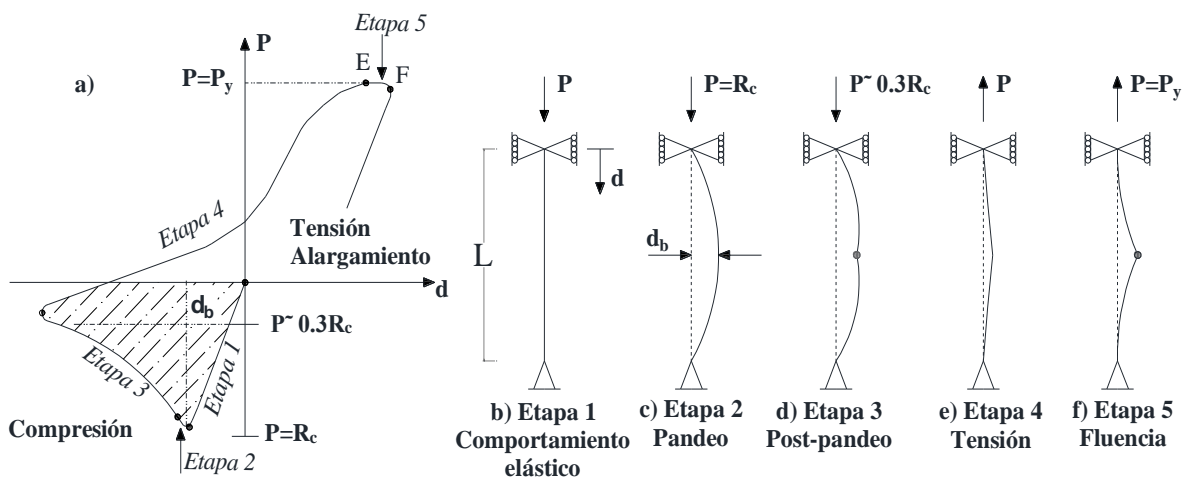 a)
P
Etapa 5
E
F
P=Py
Etapa 4
Tensión
Alargamiento
d
db
P˜ 0.3Rc
Etapa 3
Etapa 1
Compresión
P=Rc
Etapa 2
P
d
L
b) Etapa 1
Comportamiento
elástico
P=Rc
db
c) Etapa 2
Pandeo
P˜ 0.3Rc
d) Etapa 3
Post-pandeo
P
e) Etapa 4
Tensión
P=Py
f) Etapa 5
Fluencia